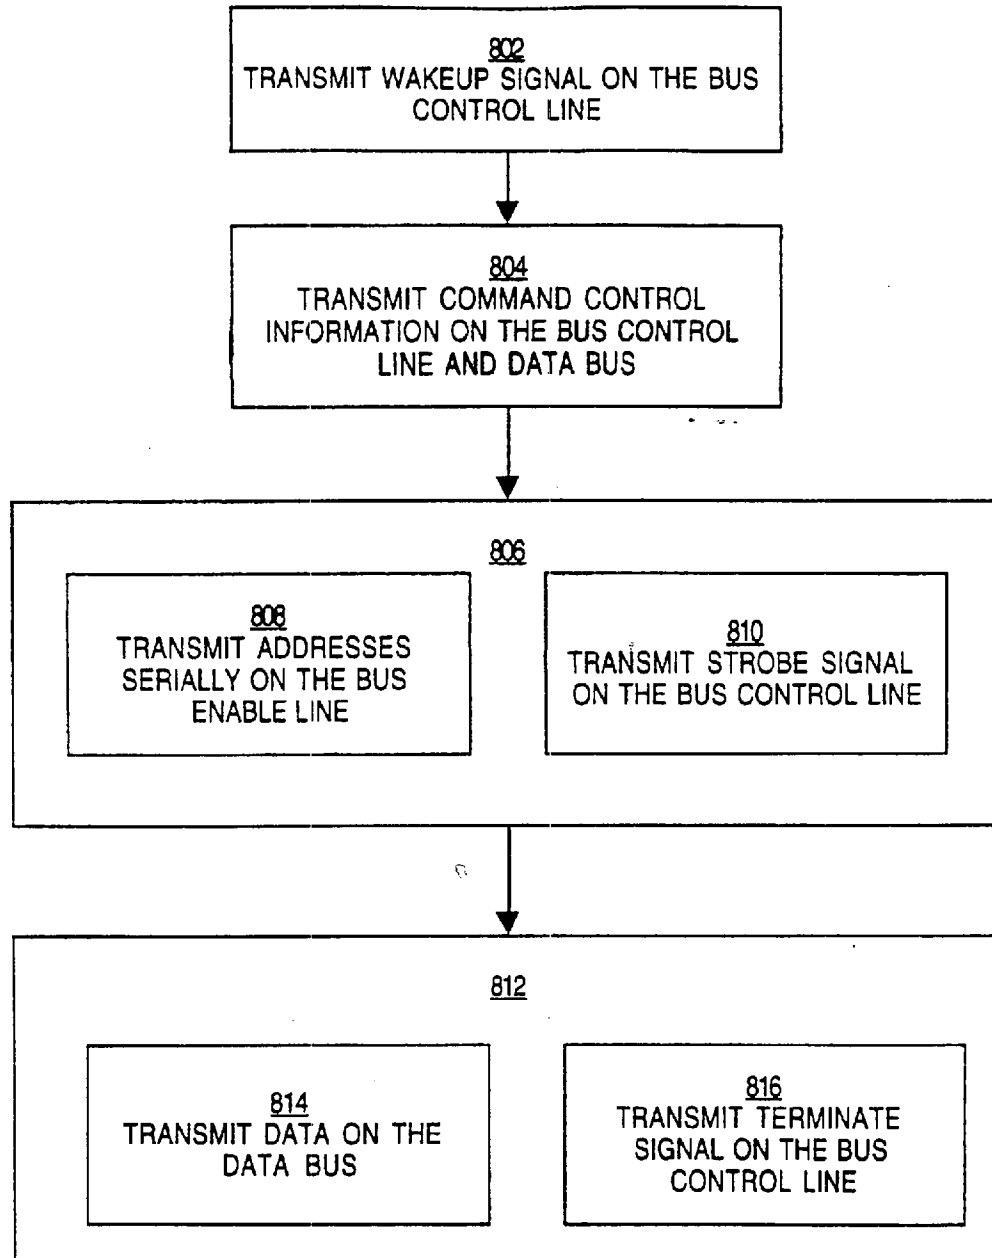 802
TRANSMIT WAKEUP SIGNAL ON THE BUS
CONTROL LINE
804
TRANSMIT COMMAND CONTROL
INFORMATION ON THE BUS CONTROL
LINE AND DATA BUS
806
808
TRANSMIT ADDRESSES
SERIALLY ON THE BUS
ENABLE LINE
810
TRANSMIT STROBE SIGNAL
ON THE BUS CONTROL LINE
812
814
TRANSMIT DATA ON THE
DATA BUS
816
TRANSMIT TERMINATE
SIGNAL ON THE BUS
CONTROL LINE